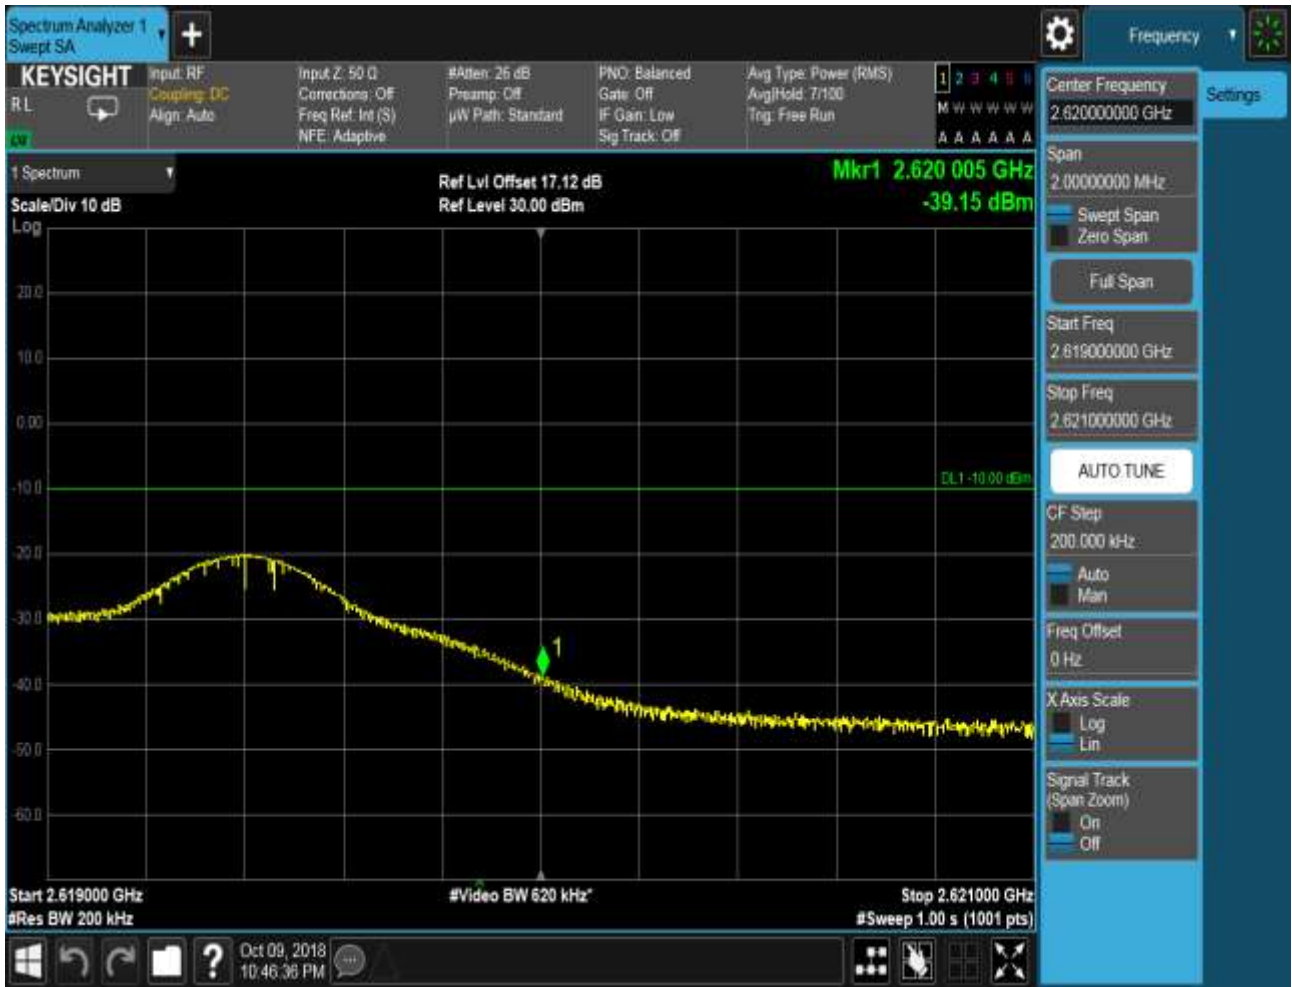 Spectrum Analyzer 1
Swept SA
+
Frequency
KEYSIGHT
R L
Input: RF
Coupling: DC
Align: Auto
Input Z: 50 Ω
Corrections: Off
Freq Ref: Int (S)
NFE: Adaptive
#Atten: 26 dB
Preamp: Off
µW Path: Standard
PNO: Balanced
Gate: Off
IF Gain: Low
Sig Track: Off
Avg Type: Power (RMS)
Avg|Hold: 7/100
Trig: Free Run
1 2 3 4 5 6
M W W W W W
A A A A A A
1 Spectrum
Scale/Div 10 dB
Log
Ref Lvl Offset 17.12 dB
Ref Level 30.00 dBm
Mkr1 2.620 005 GHz
-39.15 dBm
20.0
10.0
0.00
-10.0
-20.0
-30.0
-40.0
-50.0
-60.0
DL1 -10.00 dBm
1
Start 2.619000 GHz
#Res BW 200 kHz
#Video BW 620 kHz*
Stop 2.621000 GHz
#Sweep 1.00 s (1001 pts)
Center Frequency
2.620000000 GHz
Settings
Span
2.00000000 MHz
Swept Span
Zero Span
Full Span
Start Freq
2.619000000 GHz
Stop Freq
2.621000000 GHz
AUTO TUNE
CF Step
200.000 kHz
Auto
Man
Freq Offset
0 Hz
X Axis Scale
Log
Lin
Signal Track
(Span Zoom)
On
Off
?
Oct 09, 2018
10:46:36 PM